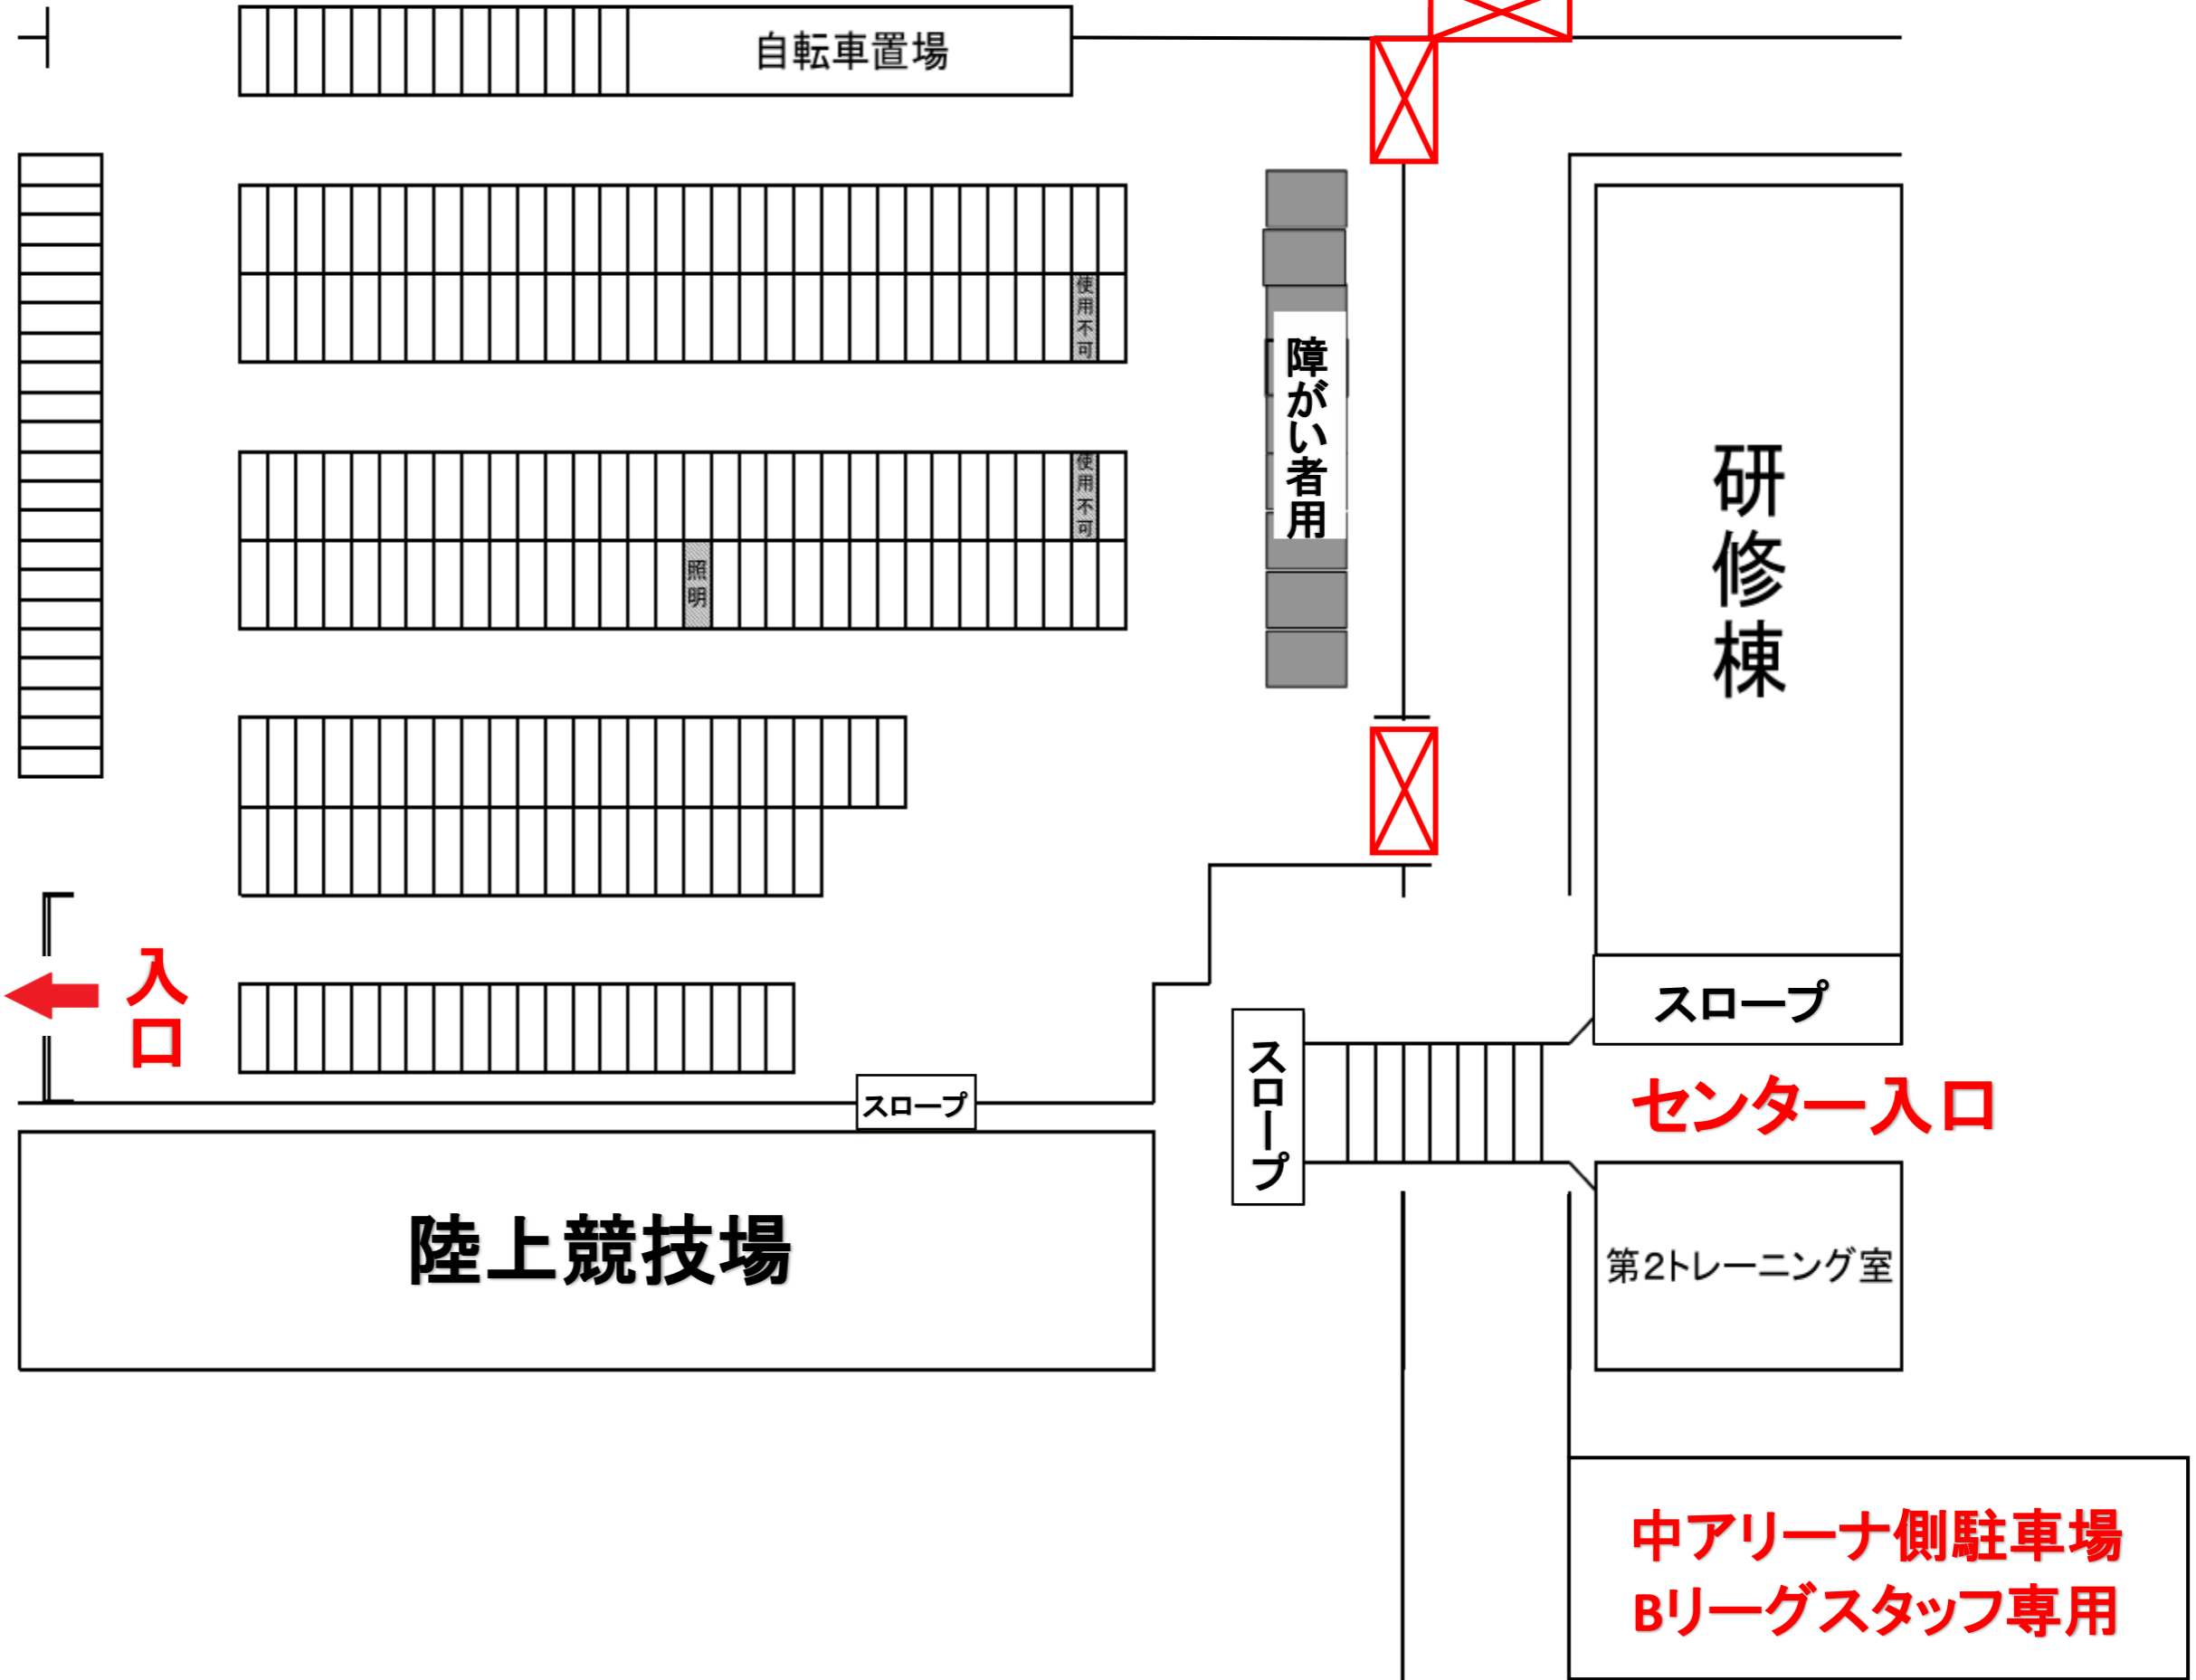 自転車置場
使用不可
障がい者用
使用不可
照明
研修棟
入口
スロープ
スロープ
スロープ
センター入口
陸上競技場
第2トレーニング室
中アリーナ側駐車場
Bリーグスタッフ専用